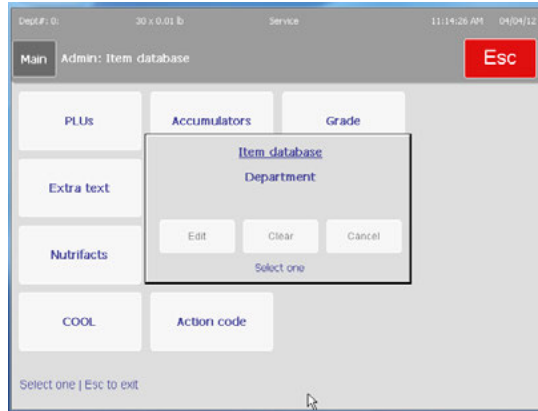 Dept#: 0: 30 x 0.01 lb Service 11:14:26 AM 04/04/12
Main Admin: Item database Esc
PLUs Accumulators Grade
Item database
Department
Extra text
Edit Clear Cancel
Nutrifacts
Select one
COOL Action code
Select one | Esc to exit